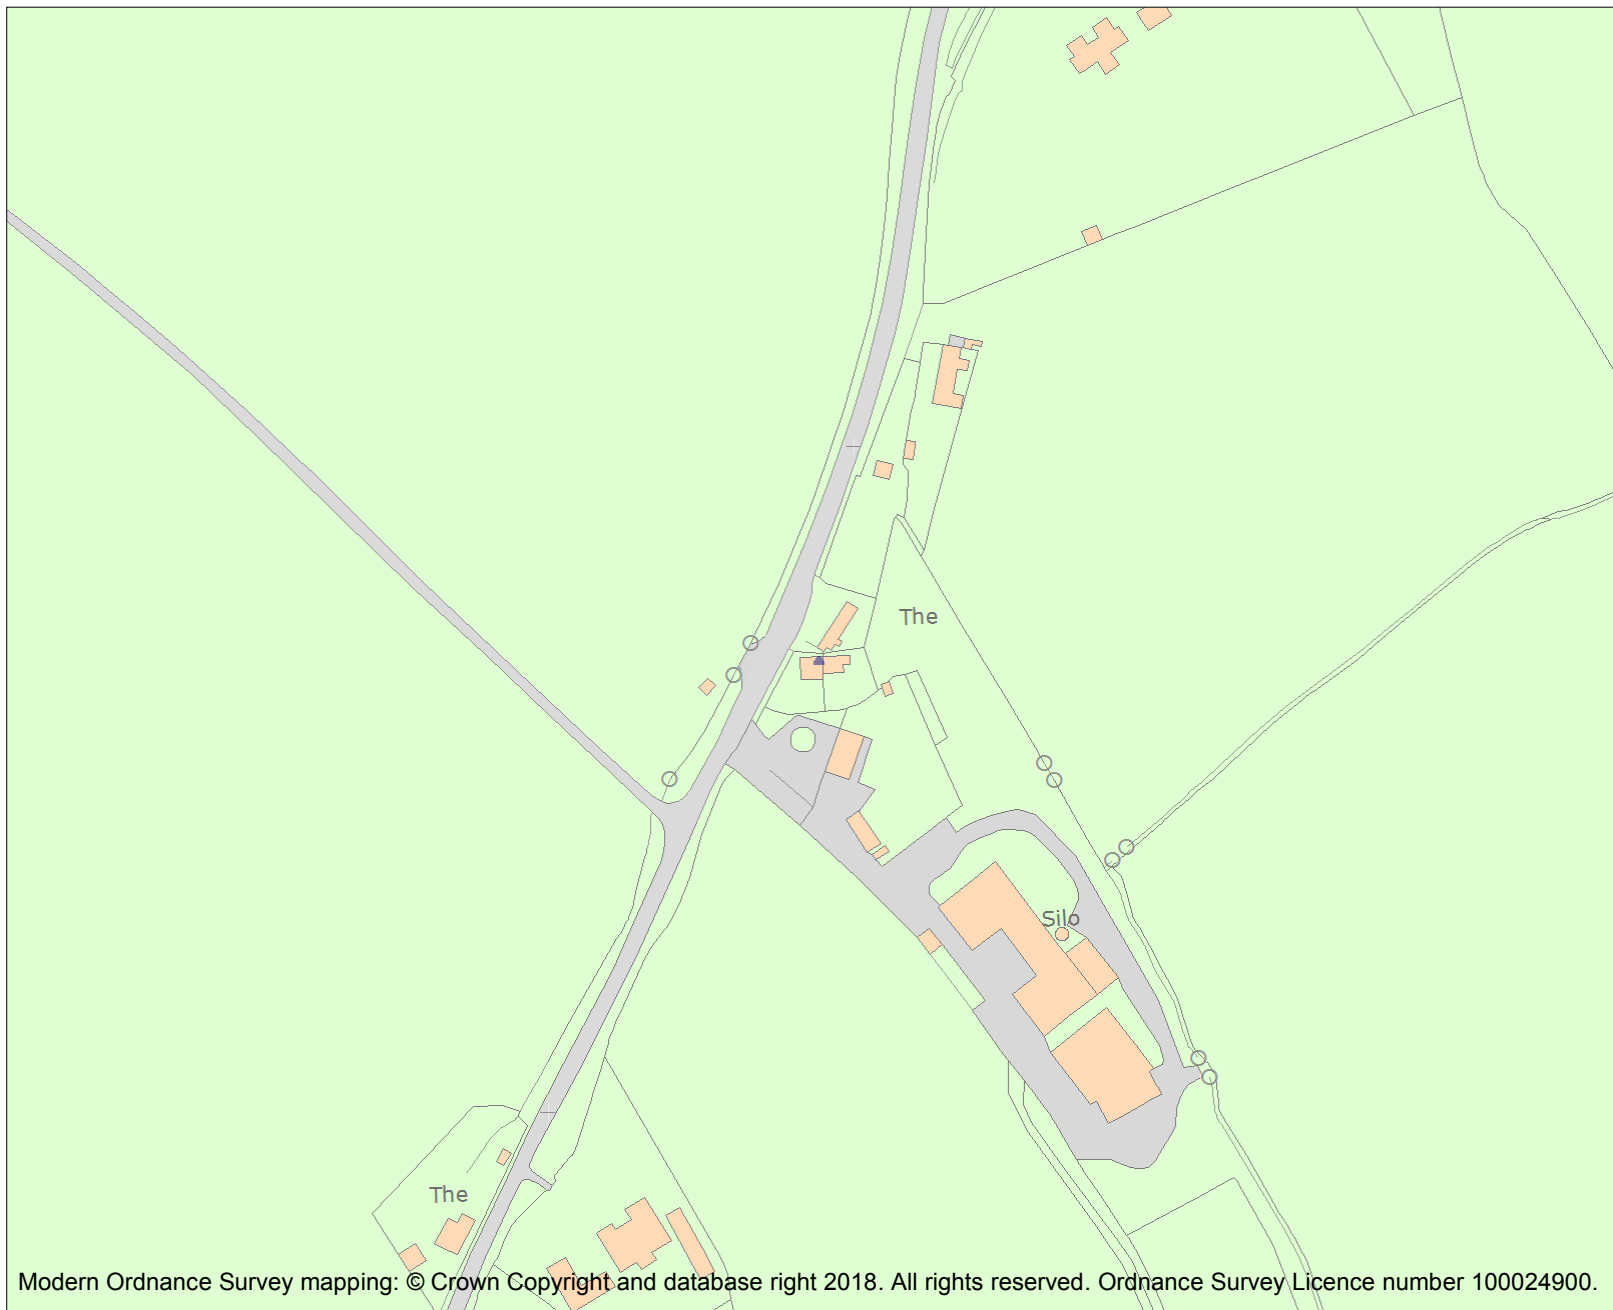 The
Silo
The
Modern Ordnance Survey mapping: © Crown Copyright and database right 2018. All rights reserved. Ordnance Survey Licence number 100024900.